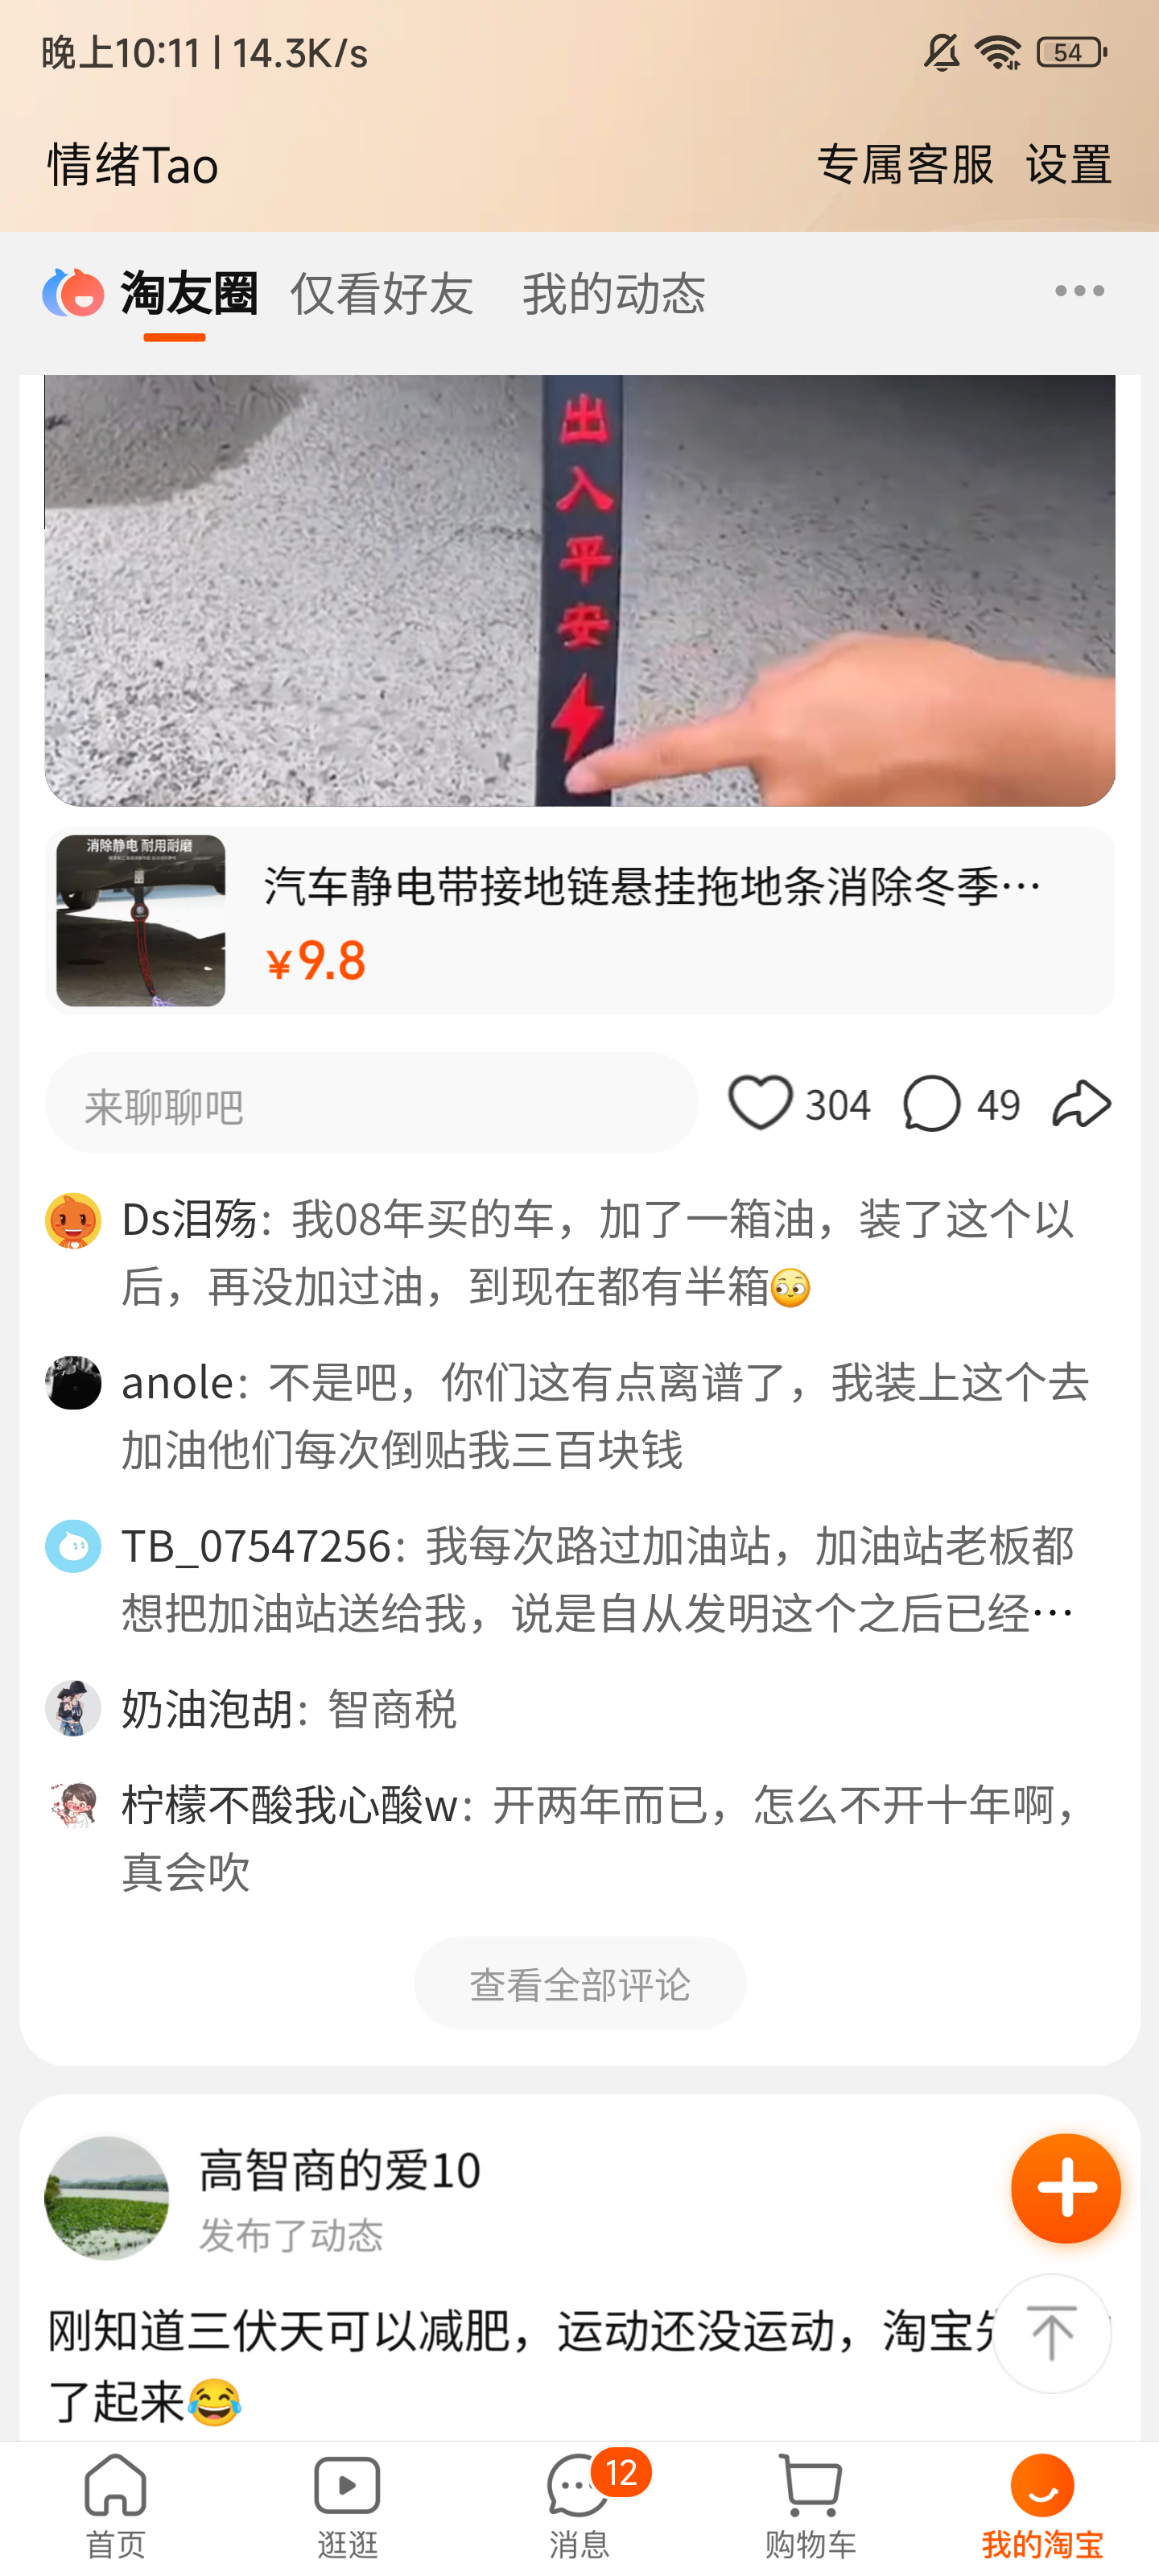 晚上10:11 | 14.3K/s
54
情绪Tao
专属客服 设置
淘友圈 仅看好友 我的动态
出
入
平
安
消除静电 耐用耐磨
汽车静电带接地链悬挂拖地条消除冬季…
¥9.8
来聊聊吧
304
49
Ds泪殇: 我08年买的车，加了一箱油，装了这个以
后，再没加过油，到现在都有半箱
anole: 不是吧，你们这有点离谱了，我装上这个去
加油他们每次倒贴我三百块钱
TB_07547256: 我每次路过加油站，加油站老板都
想把加油站送给我，说是自从发明这个之后已经…
奶油泡胡: 智商税
柠檬不酸我心酸w: 开两年而已，怎么不开十年啊，
真会吹
查看全部评论
高智商的爱10
发布了动态
刚知道三伏天可以减肥，运动还没运动，淘宝
了起来😂
12
首页
逛逛
消息
购物车
我的淘宝